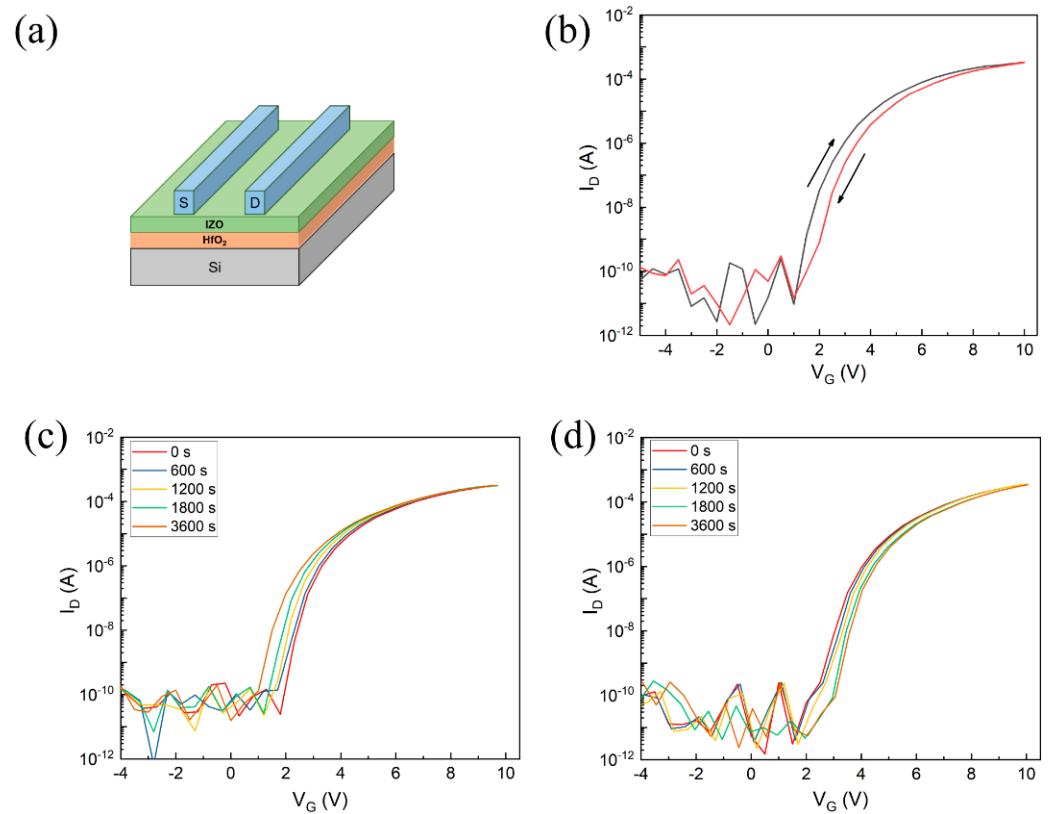 (a)
S
D
IZO
HfO₂
Si
(b)
10⁻²
10⁻⁴
10⁻⁶
10⁻⁸
10⁻¹⁰
10⁻¹²
I_D (A)
-4 -2 0 2 4 6 8 10
V_G (V)
(c)
10⁻²
10⁻⁴
10⁻⁶
10⁻⁸
10⁻¹⁰
10⁻¹²
I_D (A)
0 s
600 s
1200 s
1800 s
3600 s
-4 -2 0 2 4 6 8 10
V_G (V)
(d)
10⁻²
10⁻⁴
10⁻⁶
10⁻⁸
10⁻¹⁰
10⁻¹²
I_D (A)
0 s
600 s
1200 s
1800 s
3600 s
-4 -2 0 2 4 6 8 10
V_G (V)